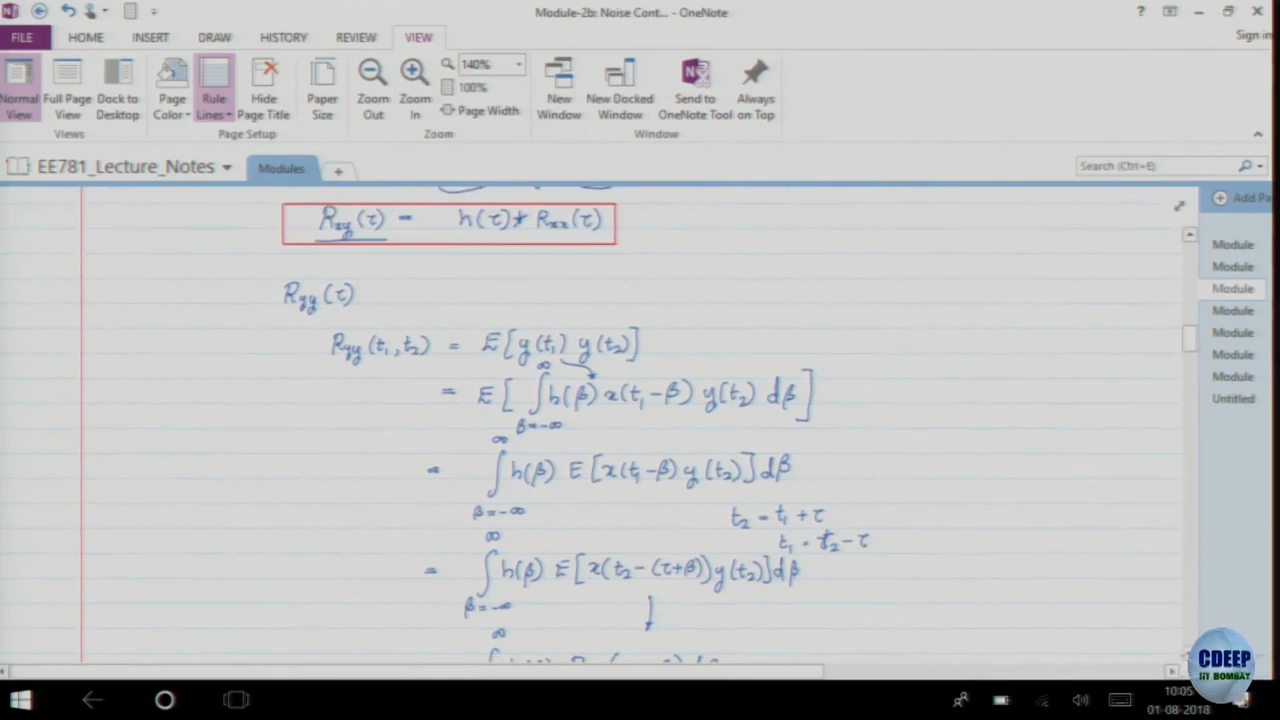 Module-2b: Noise Cont... - OneNote
Sign in
FILE HOME INSERT DRAW HISTORY REVIEW VIEW
Normal View
Full Page View
Dock to Desktop
Page Color
Rule Lines
Hide Page Title
Paper Size
Zoom Out
Zoom In
140%
100%
Page Width
New Window
New Docked Window
Send to OneNote Tool
Always on Top
Views Page Setup Zoom Window
EE781_Lecture_Notes Modules
Search (Ctrl+E)
Add Pa
Module
Module
Module
Module
Module
Module
Module
Untitled
Rxy(τ) = h(τ)* Rxx(τ)
Ryy(τ)
Ryy(t₁,t₂) = E[y(t₁) y(t₂)]
= E[ ∫_{β=-∞}^{∞} h(β) x(t₁-β) y(t₂) dβ ]
= ∫_{β=-∞}^{∞} h(β) E[x(t₁-β) y(t₂)] dβ
t₂ = t₁ + τ
t₁ = t₂ - τ
= ∫_{β=-∞}^{∞} h(β) E[x(t₂-(τ+β)) y(t₂)] dβ
CDEEP
IIT BOMBAY
10:05
01-08-2018